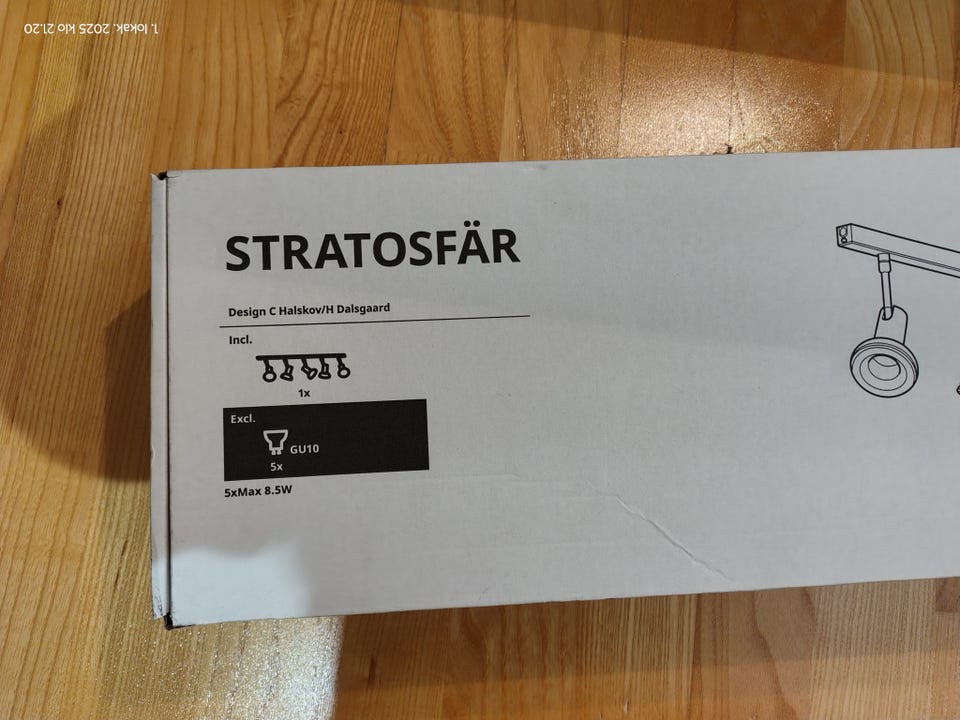 1. lokak. 2025 klo 21.20
STRATOSFÄR
Design C Halskov/H Dalsgaard
Incl.
1x
Excl.
GU10
5x
5xMax 8.5W